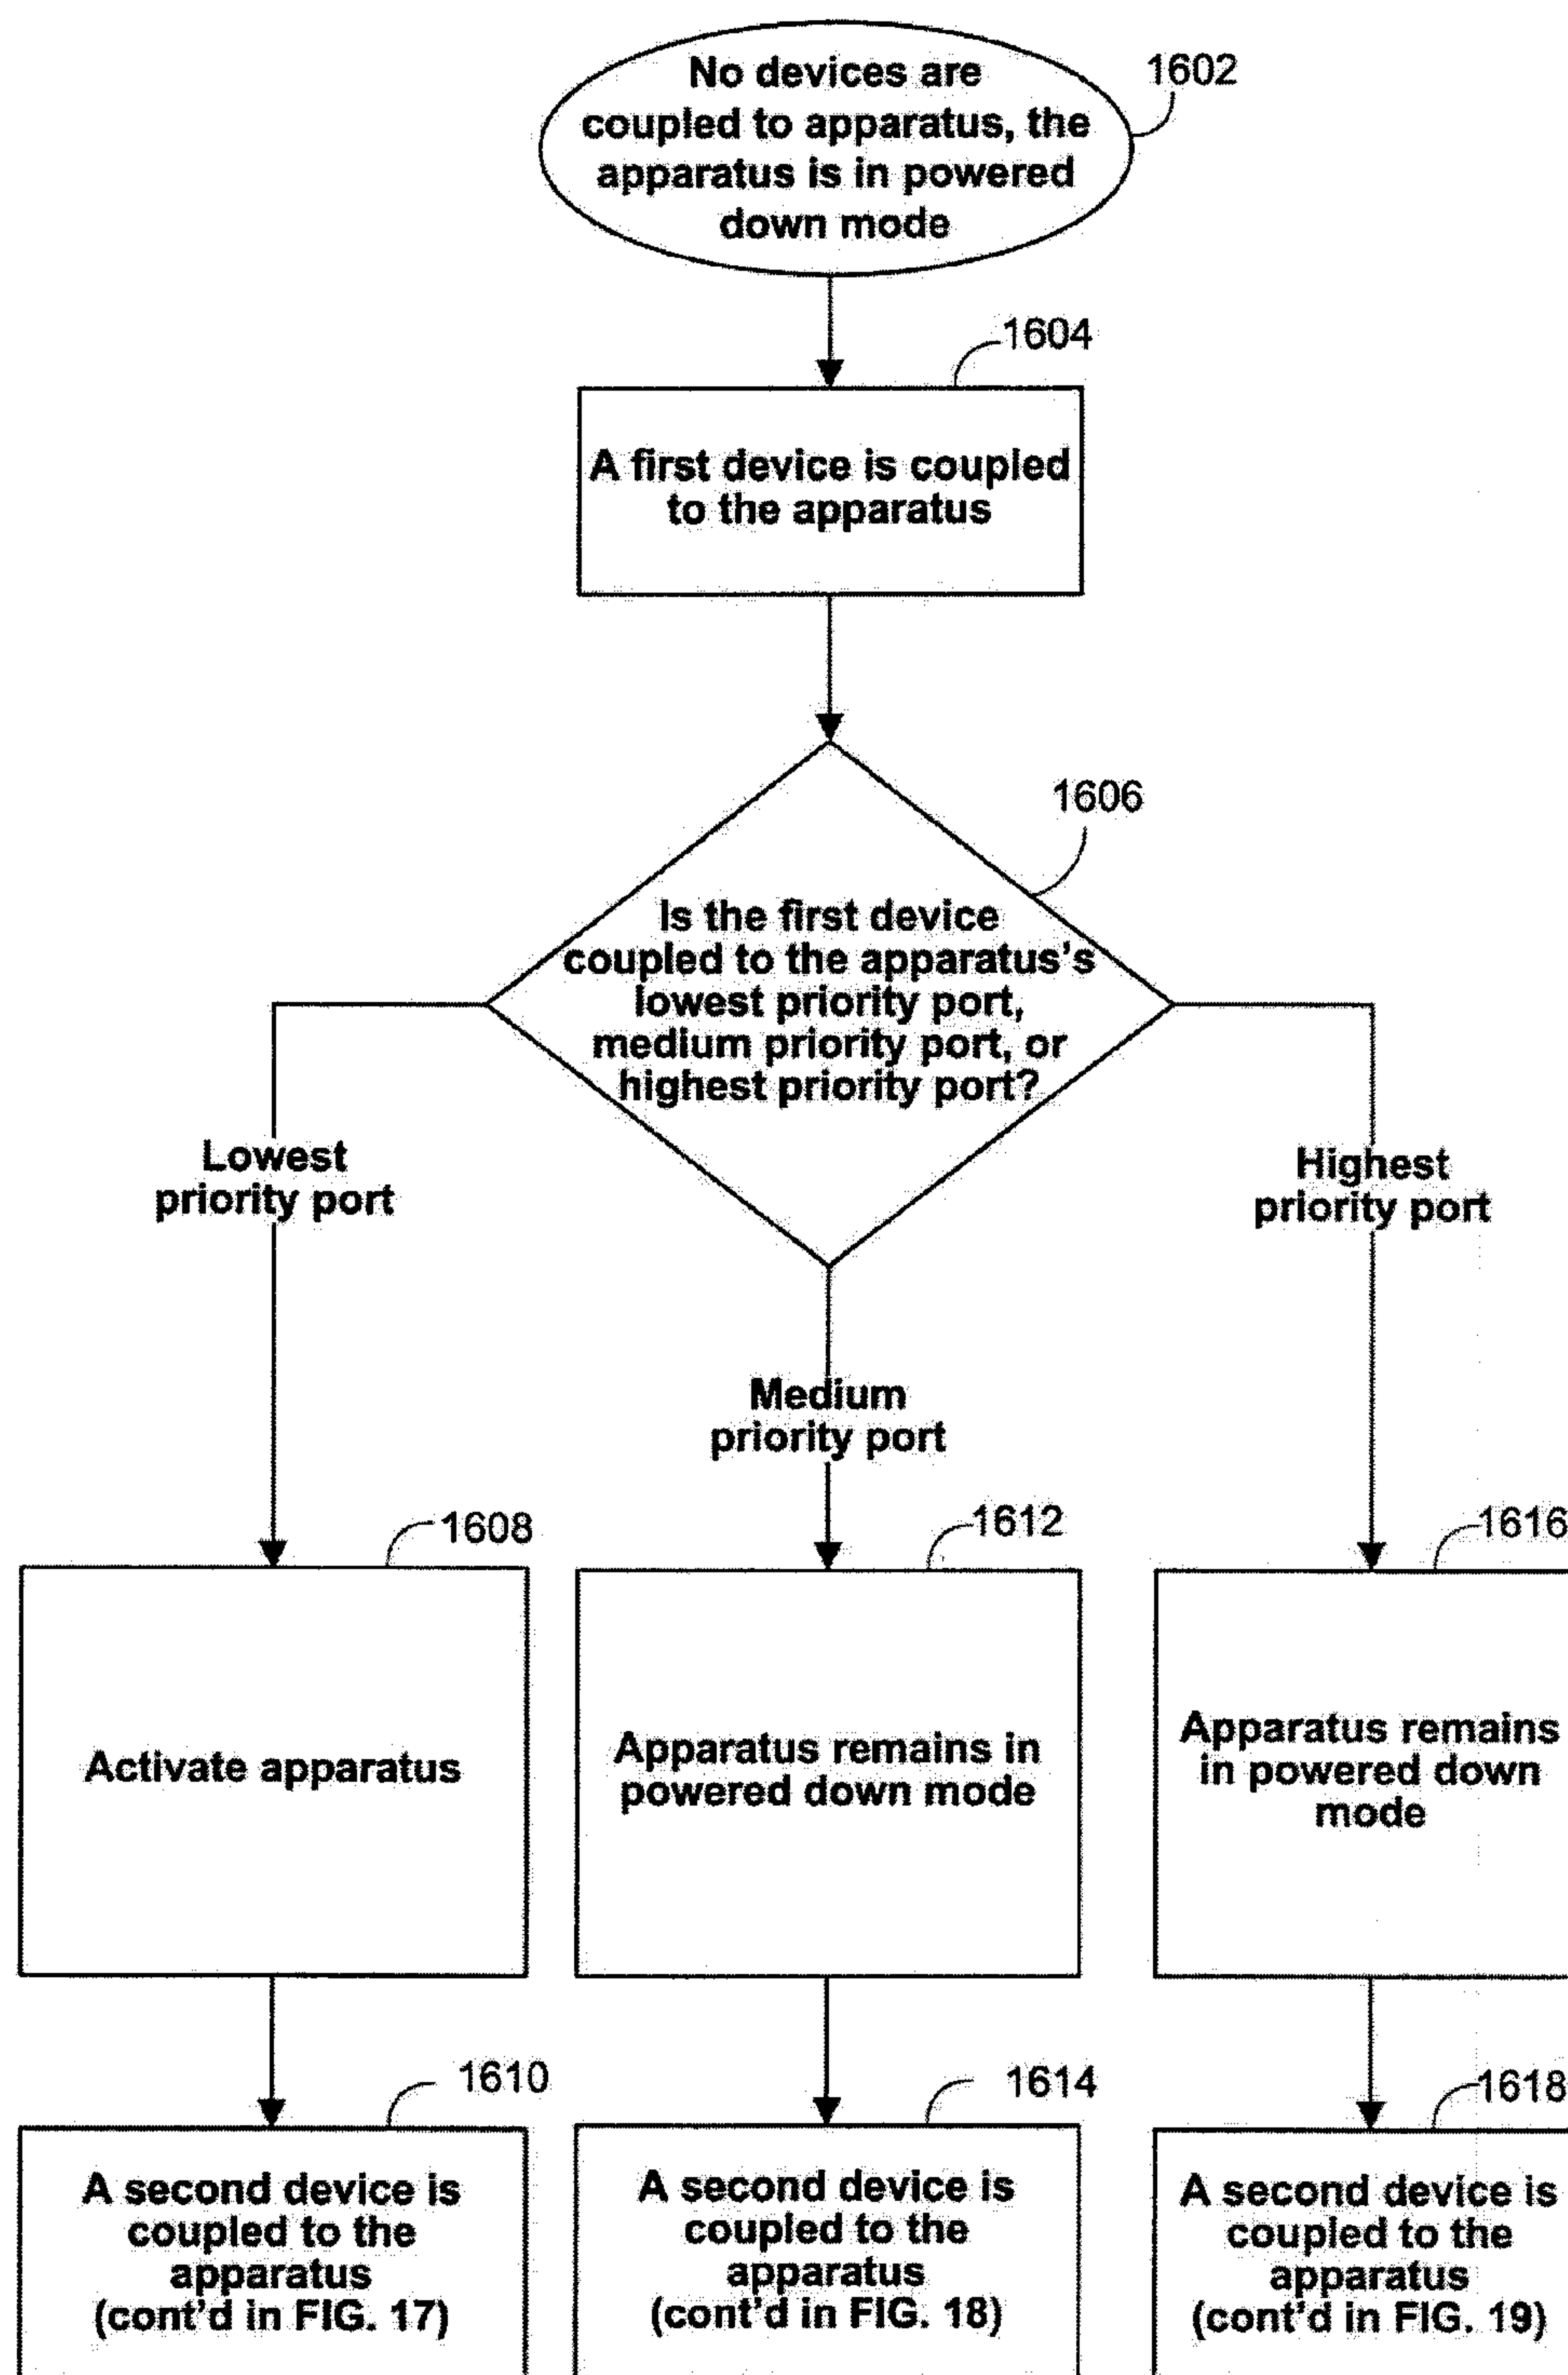 No devices are
coupled to apparatus, the
apparatus is in powered
down mode
1602
1604
A first device is coupled
to the apparatus
1606
Is the first device
coupled to the apparatus's
lowest priority port,
medium priority port, or
highest priority port?
Lowest
priority port
Highest
priority port
Medium
priority port
1608
1612
1616
Activate apparatus
Apparatus remains in
powered down mode
Apparatus remains
in powered down
mode
1610
1614
1618
A second device is
coupled to the
apparatus
(cont'd in FIG. 17)
A second device is
coupled to the
apparatus
(cont'd in FIG. 18)
A second device is
coupled to the
apparatus
(cont'd in FIG. 19)